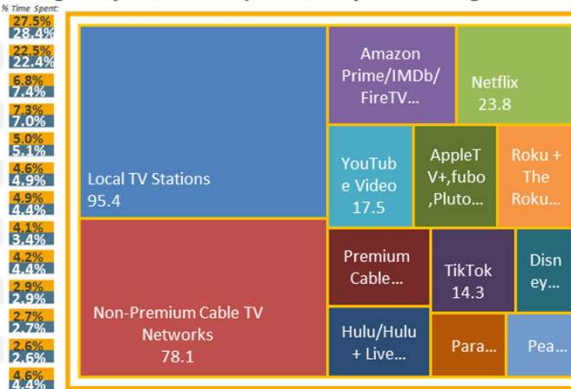 % Time Spent:
27.5%
28.4%
22.5%
22.4%
6.8%
7.4%
7.3%
7.0%
5.0%
5.1%
4.6%
4.9%
4.9%
4.4%
4.1%
3.4%
4.2%
4.4%
2.9%
2.9%
2.7%
2.7%
2.6%
2.6%
4.6%
4.4%
Local TV Stations
95.4
Non-Premium Cable TV
Networks
78.1
Amazon
Prime/IMDb/
FireTV...
Netflix
23.8
YouTub
e Video
17.5
AppleT
V+,fubo
,Pluto...
Roku +
The
Roku...
Premium
Cable...
TikTok
14.3
Disn
ey...
Hulu/Hulu
+ Live...
Para...
Pea...